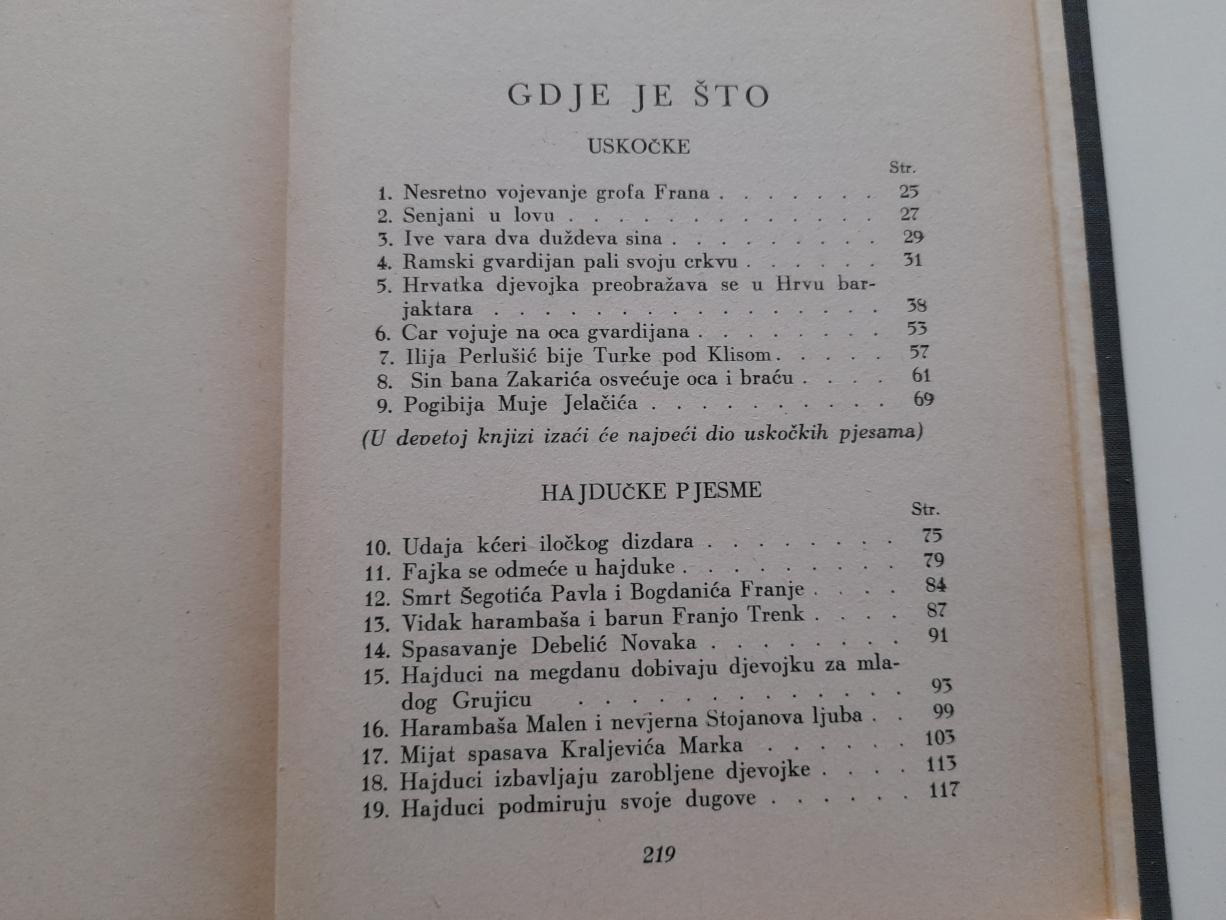 GDJE JE ŠTO
USKOČKE
Str.
1. Nesretno vojevanje grofa Frana . . . . . . . 25
2. Senjani u lovu . . . . . . . . . . . . . 27
3. Ive vara dva duždeva sina . . . . . . . . . 29
4. Ramski gvardijan pali svoju crkvu . . . . . . 31
5. Hrvatka djevojka preobražava se u Hrvu bar-
jaktara . . . . . . . . . . . . . . . . 38
6. Car vojuje na oca gvardijana . . . . . . . . 53
7. Ilija Perlušić bije Turke pod Klisom . . . . . 57
8. Sin bana Zakarića osvećuje oca i braću . . . . 61
9. Pogibija Muje Jelačića . . . . . . . . . . 69
(U devetoj knjizi izaći će najveći dio uskočkih pjesama)
HAJDUČKE PJESME
Str.
10. Udaja kćeri iločkog dizdara . . . . . . . . 75
11. Fajka se odmeće u hajduke . . . . . . . . . 79
12. Smrt Šegotića Pavla i Bogdanića Franje . . . . 84
13. Vidak harambaša i barun Franjo Trenk . . . . 87
14. Spasavanje Debelić Novaka . . . . . . . . 91
15. Hajduci na megdanu dobivaju djevojku za mla-
dog Grujicu . . . . . . . . . . . . . 93
16. Harambaša Malen i nevjerna Stojanova ljuba . . 99
17. Mijat spasava Kraljevića Marka . . . . . . 103
18. Hajduci izbavljaju zarobljene djevojke . . . . 113
19. Hajduci podmiruju svoje dugove . . . . . . 117
219